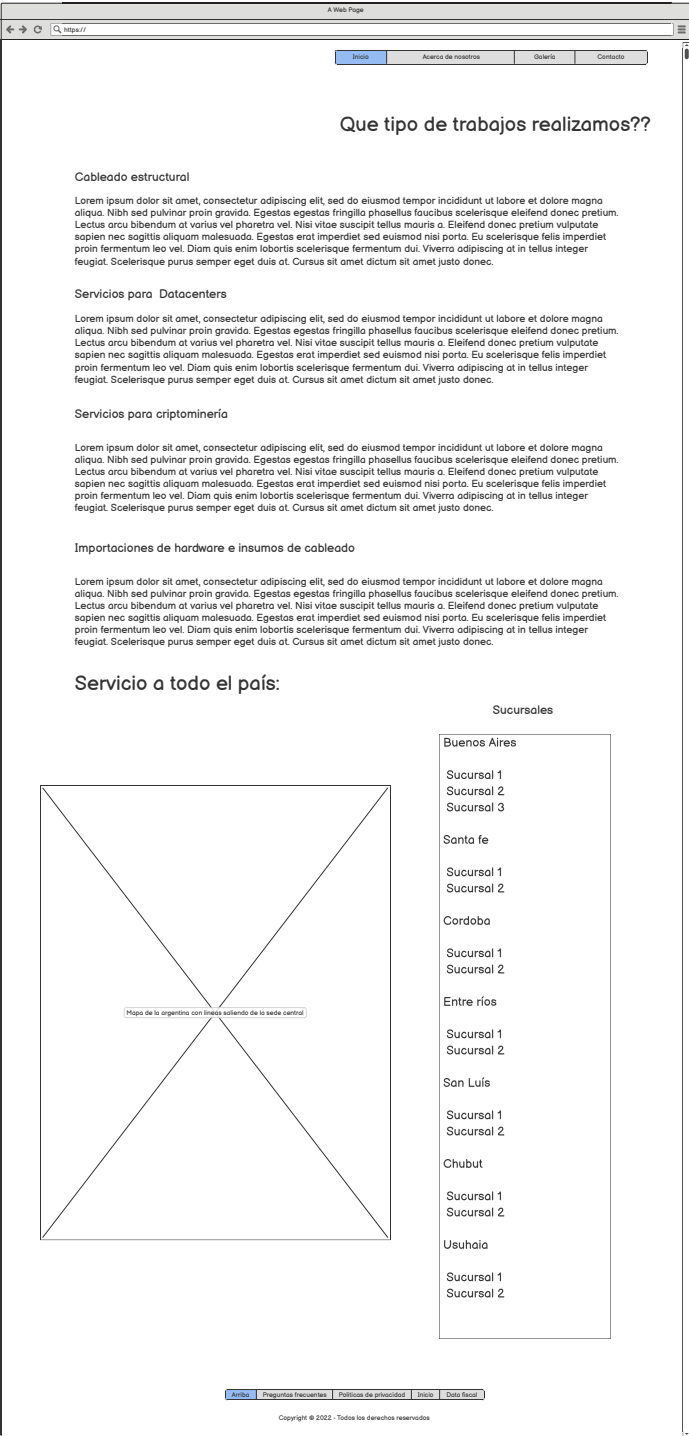 A Web Page
https://
Inicio Acerca de nosotros Galería Contacto
Que tipo de trabajos realizamos??
Cableado estructural
Lorem ipsum dolor sit amet, consectetur adipiscing elit, sed do eiusmod tempor incididunt ut labore et dolore magna
aliqua. Nibh sed pulvinar proin gravida. Egestas egestas fringilla phasellus faucibus scelerisque eleifend donec pretium.
Lectus arcu bibendum at varius vel pharetra vel. Nisi vitae suscipit tellus mauris a. Eleifend donec pretium vulputate
sapien nec sagittis aliquam malesuada. Egestas erat imperdiet sed euismod nisi porta. Eu scelerisque felis imperdiet
proin fermentum leo vel. Diam quis enim lobortis scelerisque fermentum dui. Viverra adipiscing at in tellus integer
feugiat. Scelerisque purus semper eget duis at. Cursus sit amet dictum sit amet justo donec.
Servicios para Datacenters
Lorem ipsum dolor sit amet, consectetur adipiscing elit, sed do eiusmod tempor incididunt ut labore et dolore magna
aliqua. Nibh sed pulvinar proin gravida. Egestas egestas fringilla phasellus faucibus scelerisque eleifend donec pretium.
Lectus arcu bibendum at varius vel pharetra vel. Nisi vitae suscipit tellus mauris a. Eleifend donec pretium vulputate
sapien nec sagittis aliquam malesuada. Egestas erat imperdiet sed euismod nisi porta. Eu scelerisque felis imperdiet
proin fermentum leo vel. Diam quis enim lobortis scelerisque fermentum dui. Viverra adipiscing at in tellus integer
feugiat. Scelerisque purus semper eget duis at. Cursus sit amet dictum sit amet justo donec.
Servicios para criptominería
Lorem ipsum dolor sit amet, consectetur adipiscing elit, sed do eiusmod tempor incididunt ut labore et dolore magna
aliqua. Nibh sed pulvinar proin gravida. Egestas egestas fringilla phasellus faucibus scelerisque eleifend donec pretium.
Lectus arcu bibendum at varius vel pharetra vel. Nisi vitae suscipit tellus mauris a. Eleifend donec pretium vulputate
sapien nec sagittis aliquam malesuada. Egestas erat imperdiet sed euismod nisi porta. Eu scelerisque felis imperdiet
proin fermentum leo vel. Diam quis enim lobortis scelerisque fermentum dui. Viverra adipiscing at in tellus integer
feugiat. Scelerisque purus semper eget duis at. Cursus sit amet dictum sit amet justo donec.
Importaciones de hardware e insumos de cableado
Lorem ipsum dolor sit amet, consectetur adipiscing elit, sed do eiusmod tempor incididunt ut labore et dolore magna
aliqua. Nibh sed pulvinar proin gravida. Egestas egestas fringilla phasellus faucibus scelerisque eleifend donec pretium.
Lectus arcu bibendum at varius vel pharetra vel. Nisi vitae suscipit tellus mauris a. Eleifend donec pretium vulputate
sapien nec sagittis aliquam malesuada. Egestas erat imperdiet sed euismod nisi porta. Eu scelerisque felis imperdiet
proin fermentum leo vel. Diam quis enim lobortis scelerisque fermentum dui. Viverra adipiscing at in tellus integer
feugiat. Scelerisque purus semper eget duis at. Cursus sit amet dictum sit amet justo donec.
Servicio a todo el país:
Mapa de la argentina con lineas saliendo de la sede central
Sucursales
Buenos Aires
Sucursal 1
Sucursal 2
Sucursal 3
Santa fe
Sucursal 1
Sucursal 2
Cordoba
Sucursal 1
Sucursal 2
Entre ríos
Sucursal 1
Sucursal 2
San Luís
Sucursal 1
Sucursal 2
Chubut
Sucursal 1
Sucursal 2
Usuhaia
Sucursal 1
Sucursal 2
Arriba Preguntas frecuentes Politicas de privacidad Inicio Data fiscal
Copyright © 2022 - Todos los derechos reservados